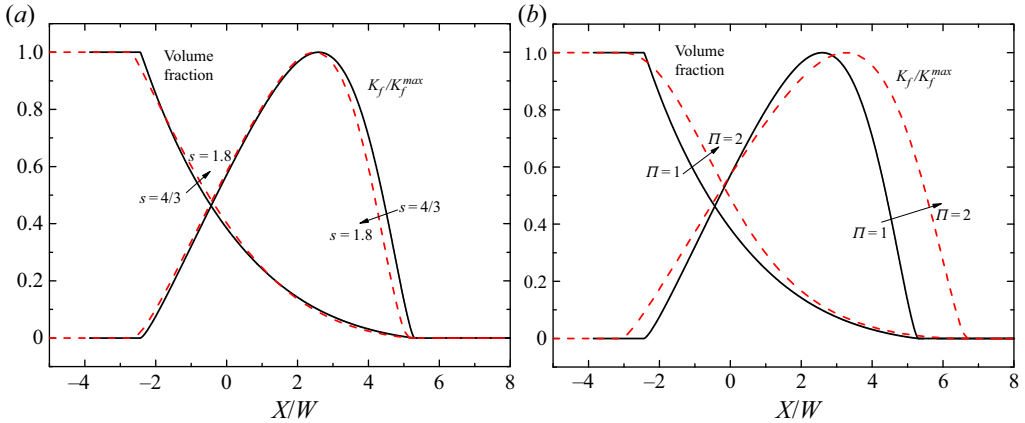 (a)
1.0
0.8
0.6
0.4
0.2
0
Volume
fraction
K_f/K_f^{max}
s = 1.8
s = 4/3
s = 4/3
s = 1.8
−4 −2 0 2 4 6 8
X/W
(b)
1.0
0.8
0.6
0.4
0.2
0
Volume
fraction
K_f/K_f^{max}
Π = 2
Π = 1
Π = 2
Π = 1
−4 −2 0 2 4 6 8
X/W